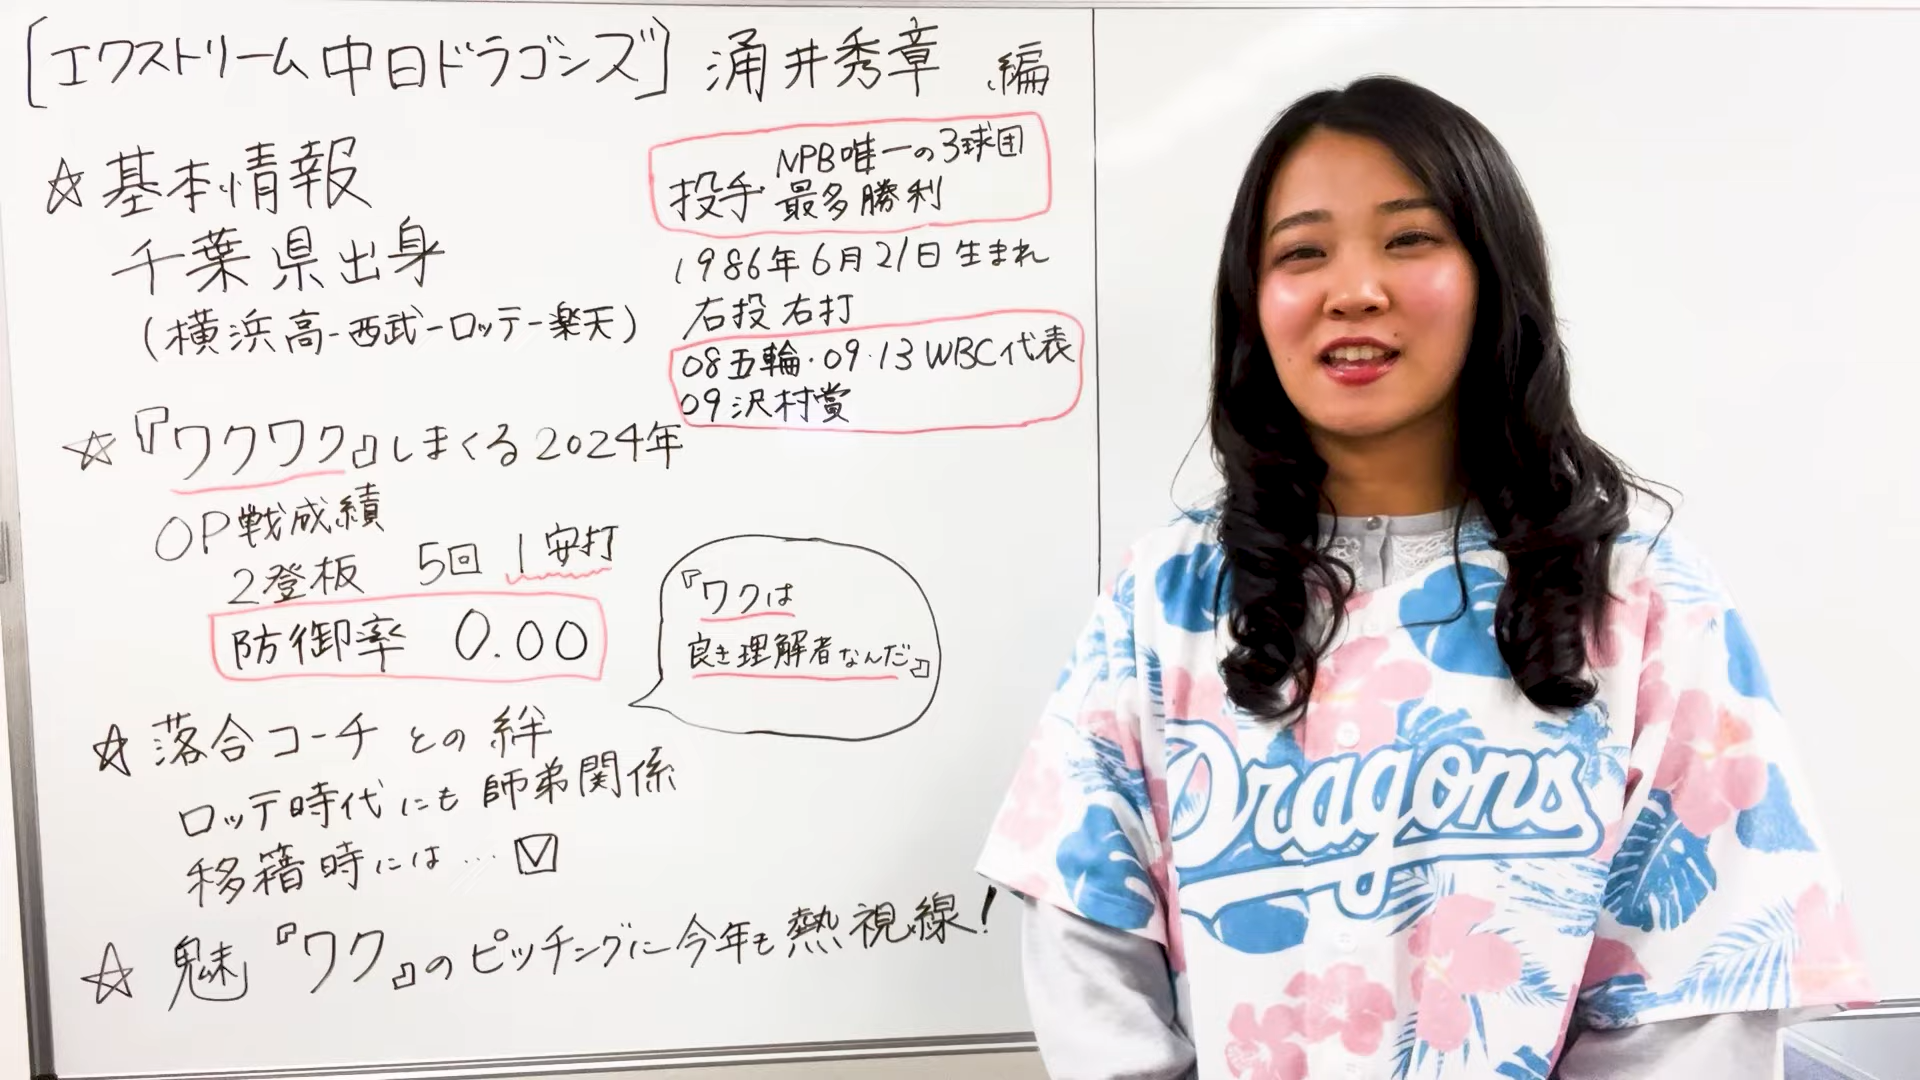 [エクストリーム中日ドラゴンズ] 涌井秀章 編
☆基本情報
千葉県出身
(横浜高-西武-ロッテ-楽天)
投手 NPB唯一の3球団
最多勝利
1986年6月21日生まれ
右投右打
08五輪・09・13WBC代表
09沢村賞
☆『ワクワク』しまくる2024年
OP戦成績
2登板 5回 1安打
防御率 0.00
『ワクは
良き理解者なんだ』
☆落合コーチとの絆
ロッテ時代にも師弟関係
移籍時には…
☆魅『ワク』のピッチングに今年も熱視線!
Dragons